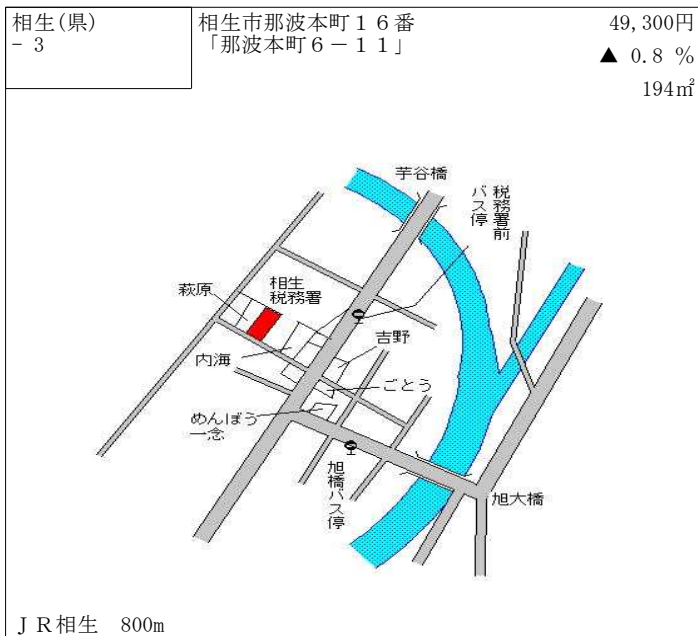 相生(県)
- 3
相生市那波本町１６番
「那波本町６－１１」
49,300円
▲ 0.8 %
194㎡
芋谷橋
税務署前
バス停
相生
税務署
萩原
吉野
内海
ごとう
めんぼう
一念
旭橋バス停
旭大橋
ＪＲ相生　800m